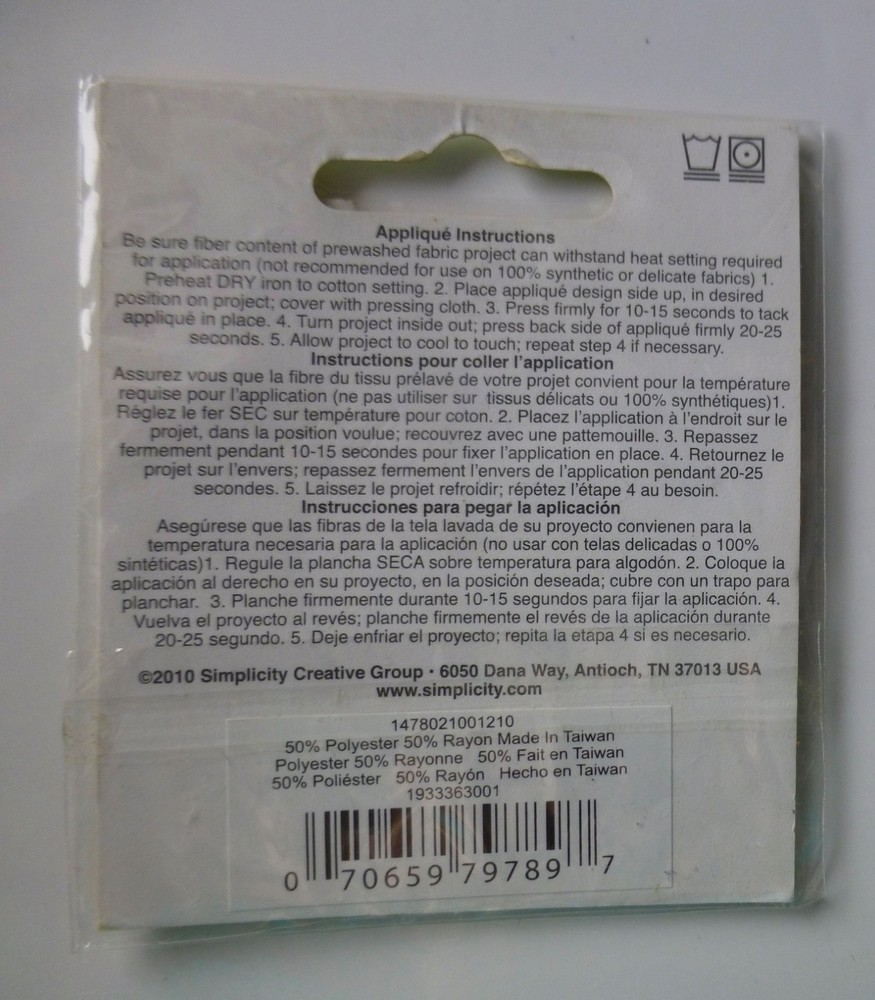 Appliqué Instructions
Be sure fiber content of prewashed fabric project can withstand heat setting required
for application (not recommended for use on 100% synthetic or delicate fabrics) 1.
Preheat DRY iron to cotton setting. 2. Place appliqué design side up, in desired
position on project; cover with pressing cloth. 3. Press firmly for 10-15 seconds to tack
appliqué in place. 4. Turn project inside out; press back side of appliqué firmly 20-25
seconds. 5. Allow project to cool to touch; repeat step 4 if necessary.
Instructions pour coller l'application
Assurez vous que la fibre du tissu prélavé de votre projet convient pour la température
requise pour l'application (ne pas utiliser sur tissus délicats ou 100% synthétiques)1.
Réglez le fer SEC sur température pour coton. 2. Placez l'application à l'endroit sur le
projet, dans la position voulue; recouvrez avec une pattemouille. 3. Repassez
fermement pendant 10-15 secondes pour fixer l'application en place. 4. Retournez le
projet sur l'envers; repassez fermement l'envers de l'application pendant 20-25
secondes. 5. Laissez le projet refroidir; répétez l'étape 4 au besoin.
Instrucciones para pegar la aplicación
Asegúrese que las fibras de la tela lavada de su proyecto convienen para la
temperatura necesaria para la aplicación (no usar con telas delicadas o 100%
sintéticas)1. Regule la plancha SECA sobre temperatura para algodón. 2. Coloque la
aplicación al derecho en su proyecto, en la posición deseada; cubre con un trapo para
planchar. 3. Planche firmemente durante 10-15 segundos para fijar la aplicación. 4.
Vuelva el proyecto al revés; planche firmemente el revés de la aplicación durante
20-25 segundo. 5. Deje enfriar el proyecto; repita la etapa 4 si es necesario.
©2010 Simplicity Creative Group • 6050 Dana Way, Antioch, TN 37013 USA
www.simplicity.com
1478021001210
50% Polyester 50% Rayon Made In Taiwan
Polyester 50% Rayonne 50% Fait en Taiwan
50% Poliéster 50% Rayón Hecho en Taiwan
1933363001
0 70659 79789 7